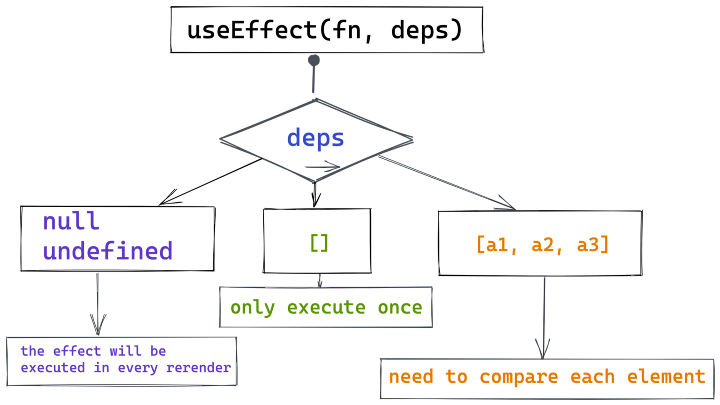 useEffect(fn, deps)
deps
null
undefined
[]
[a1, a2, a3]
only execute once
the effect will be
executed in every rerender
need to compare each element